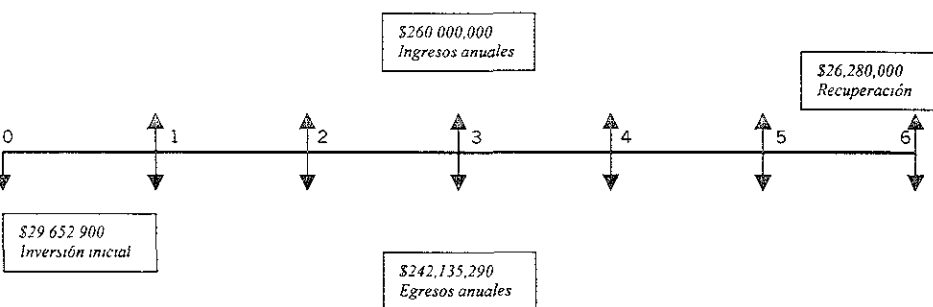 $260 000,000
Ingresos anuales
$26,280,000
Recuperación
0 1 2 3 4 5 6
$29 652 900
Inversión inicial
$242,135,290
Egresos anuales